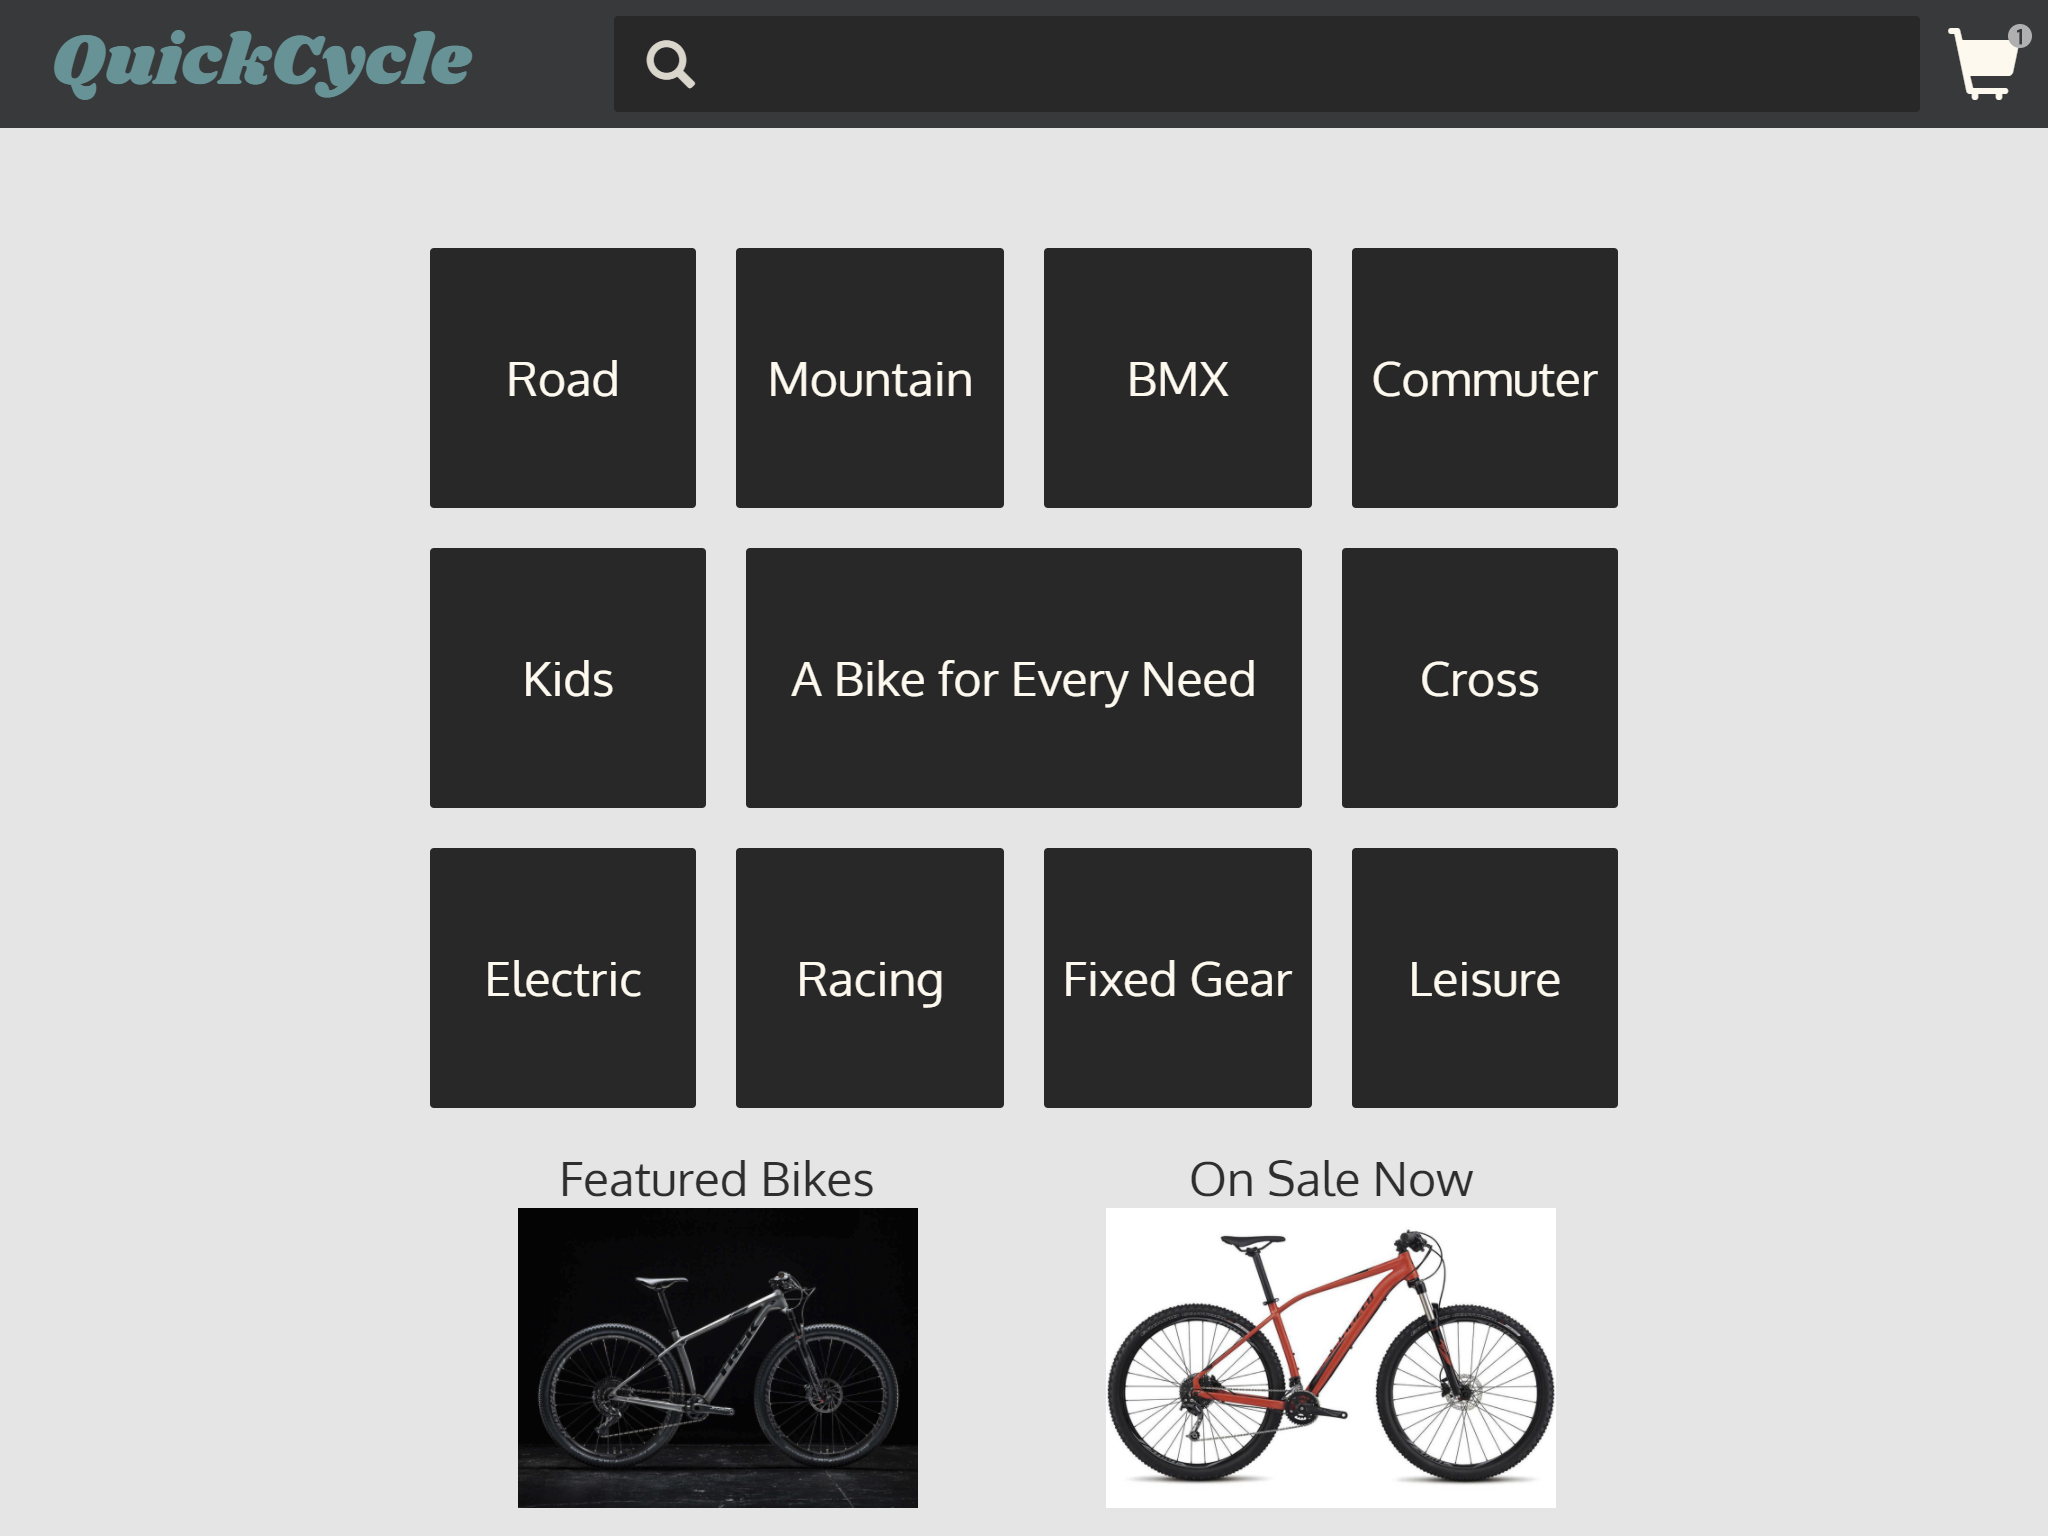 QuickCycle
1
Road
Mountain
BMX
Commuter
Kids
A Bike for Every Need
Cross
Electric
Racing
Fixed Gear
Leisure
Featured Bikes
On Sale Now
TREK